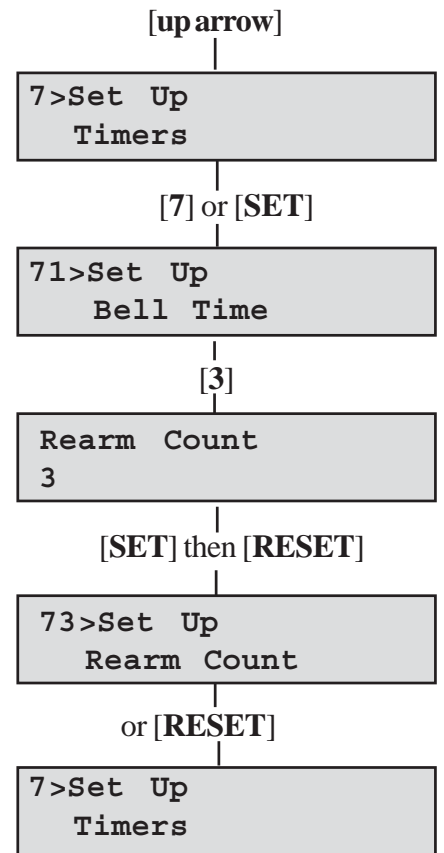 [up arrow]
7>Set Up
Timers
[7] or [SET]
71>Set Up
Bell Time
[3]
Rearm Count
3
[SET] then [RESET]
73>Set Up
Rearm Count
or [RESET]
7>Set Up
Timers